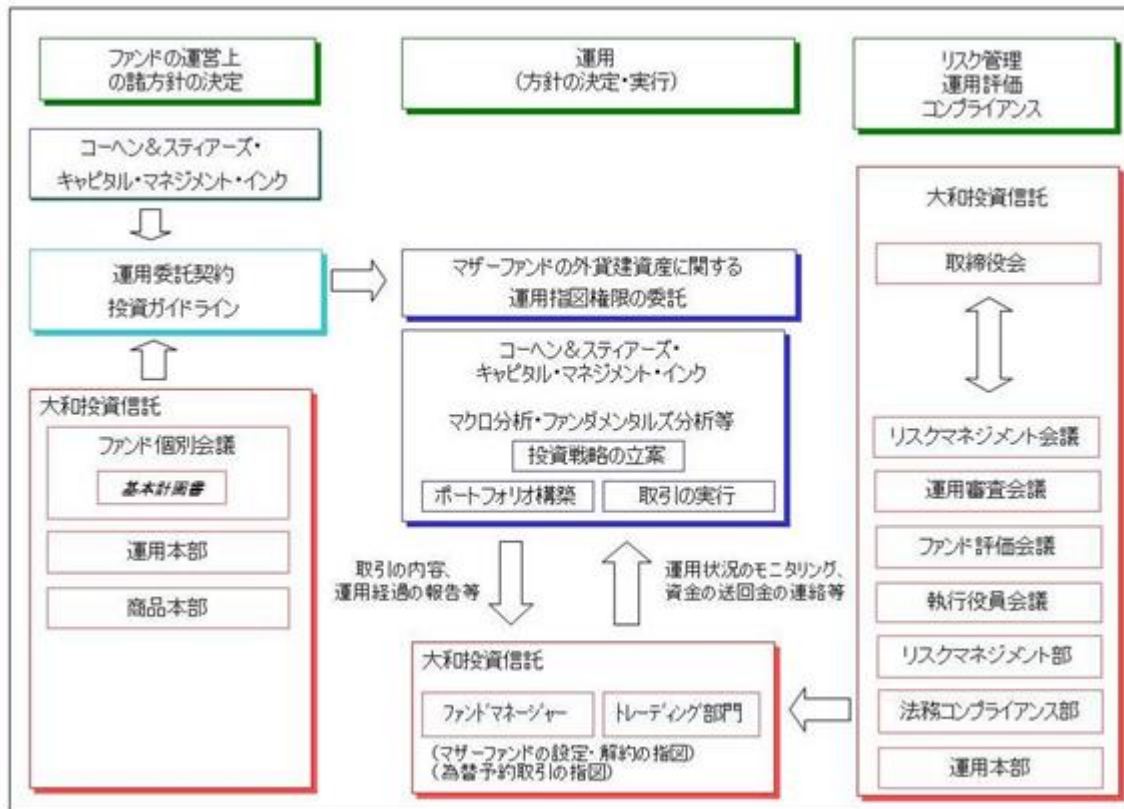 ファンドの運営上
の諸方針の決定
運用
(方針の決定・実行)
リスク管理
運用評価
コンプライアンス
コーヘン＆スティアーズ・
キャピタル・マネジメント・インク
運用委託契約
投資ガイドライン
大和投資信託
ファンド個別会議
基本計画書
運用本部
商品本部
マザーファンドの外貨建資産に関する
運用指図権限の委託
コーヘン＆スティアーズ・
キャピタル・マネジメント・インク
マクロ分析・ファンダメンタルズ分析等
投資戦略の立案
ポートフォリオ構築
取引の実行
取引の内容、
運用経過の報告等
運用状況のモニタリング、
資金の送回金の連絡等
大和投資信託
ファンドマネージャー
トレーディング部門
(マザーファンドの設定・解約の指図)
(為替予約取引の指図)
大和投資信託
取締役会
リスクマネジメント会議
運用審査会議
ファンド評価会議
執行役員会議
リスクマネジメント部
法務コンプライアンス部
運用本部